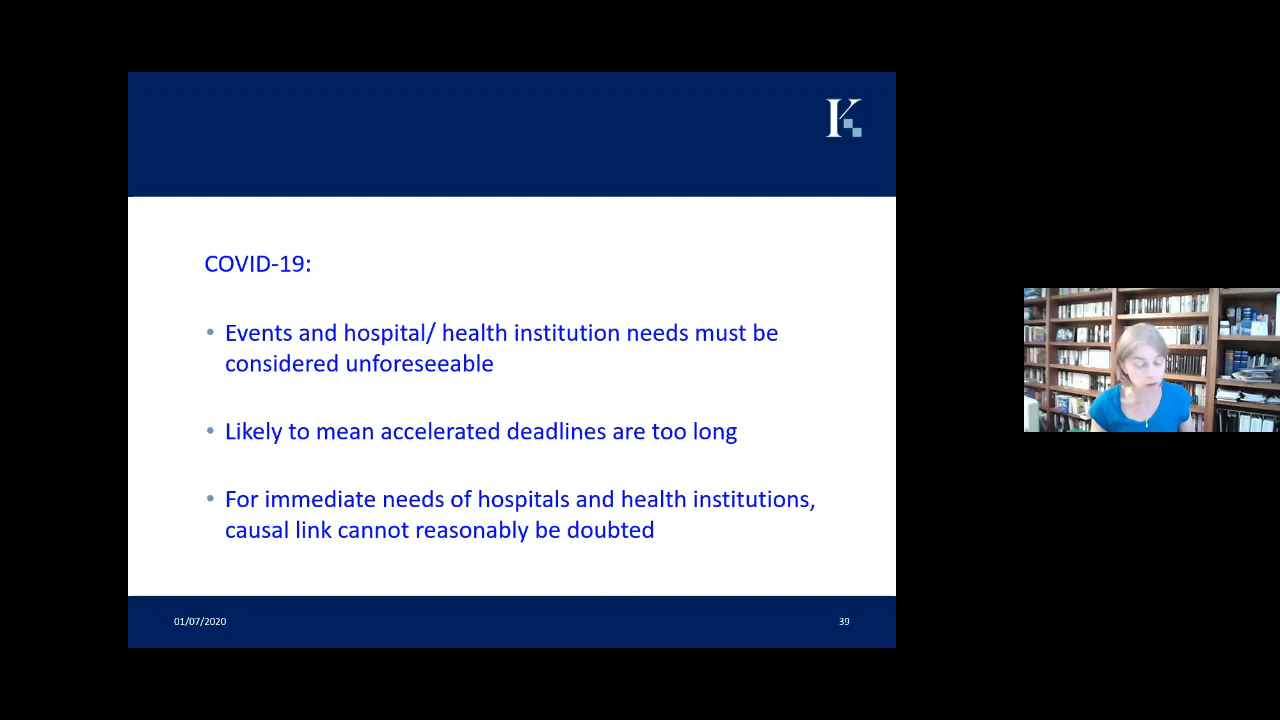 K
COVID-19:
• Events and hospital/ health institution needs must be
considered unforeseeable
• Likely to mean accelerated deadlines are too long
• For immediate needs of hospitals and health institutions,
causal link cannot reasonably be doubted
01/07/2020
39